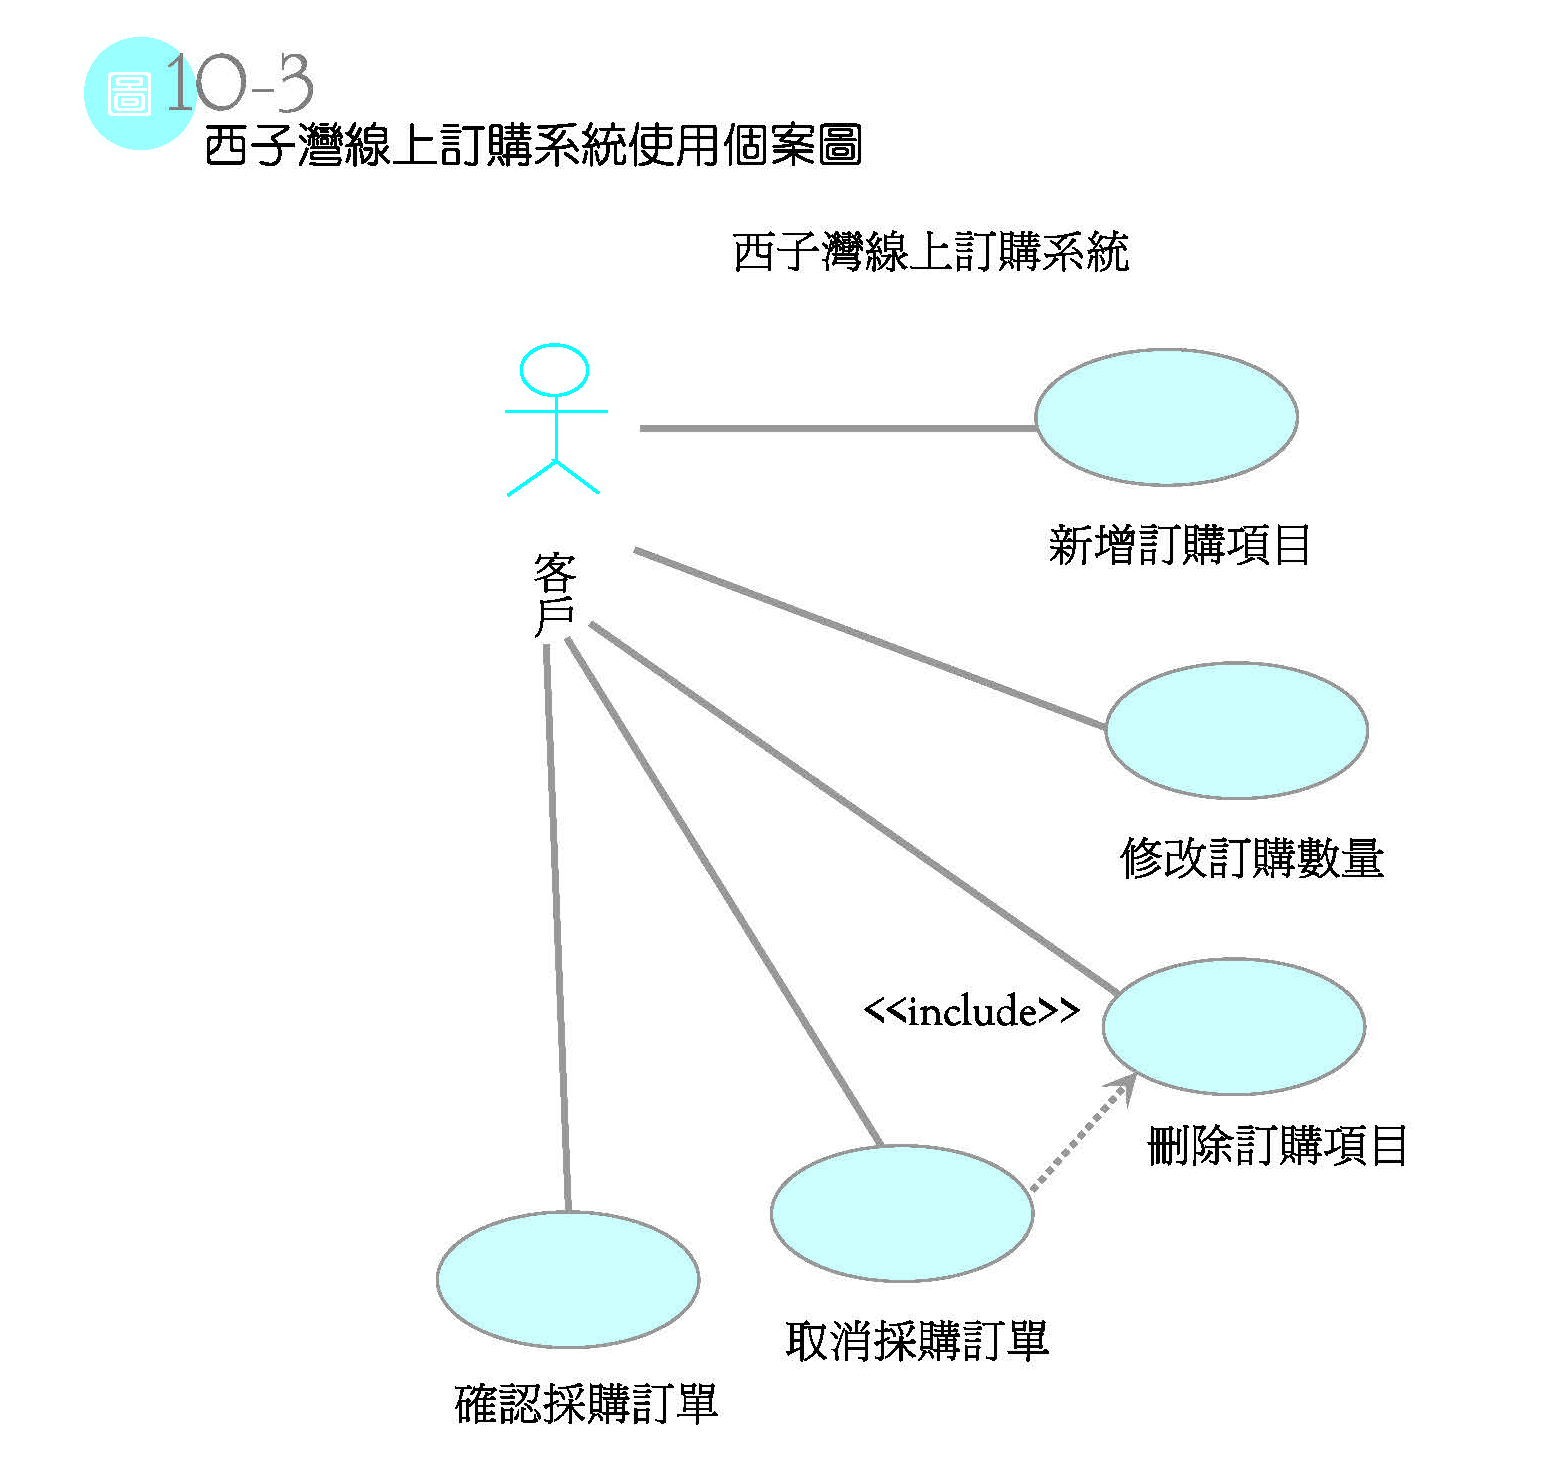 圖 10-3
西子灣線上訂購系統使用個案圖
西子灣線上訂購系統
新增訂購項目
客戶
修改訂購數量
<<include>>
刪除訂購項目
取消採購訂單
確認採購訂單